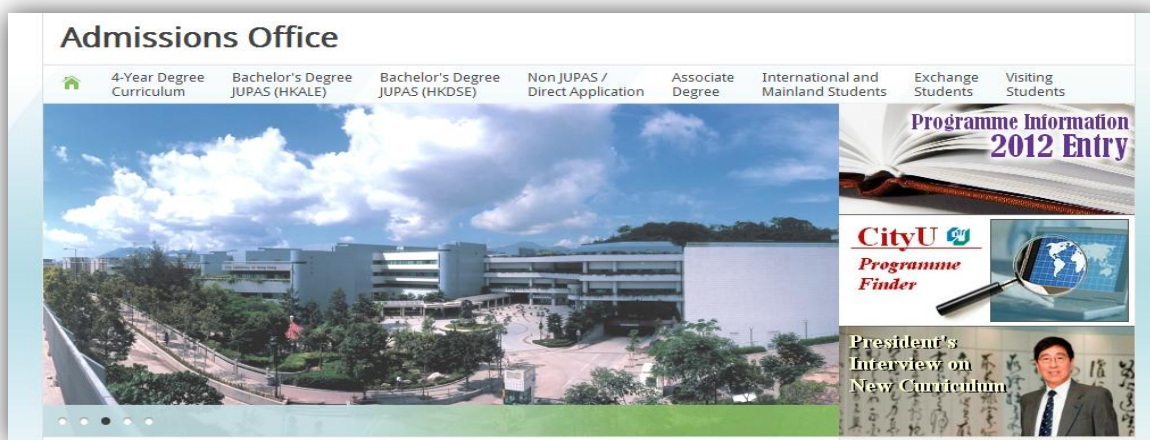 Admissions Office
4-Year Degree
Curriculum
Bachelor's Degree
JUPAS (HKALE)
Bachelor's Degree
JUPAS (HKDSE)
Non JUPAS /
Direct Application
Associate
Degree
International and
Mainland Students
Exchange
Students
Visiting
Students
Programme Information
2012 Entry
CityU
Programme
Finder
President's
Interview on
New Curriculum